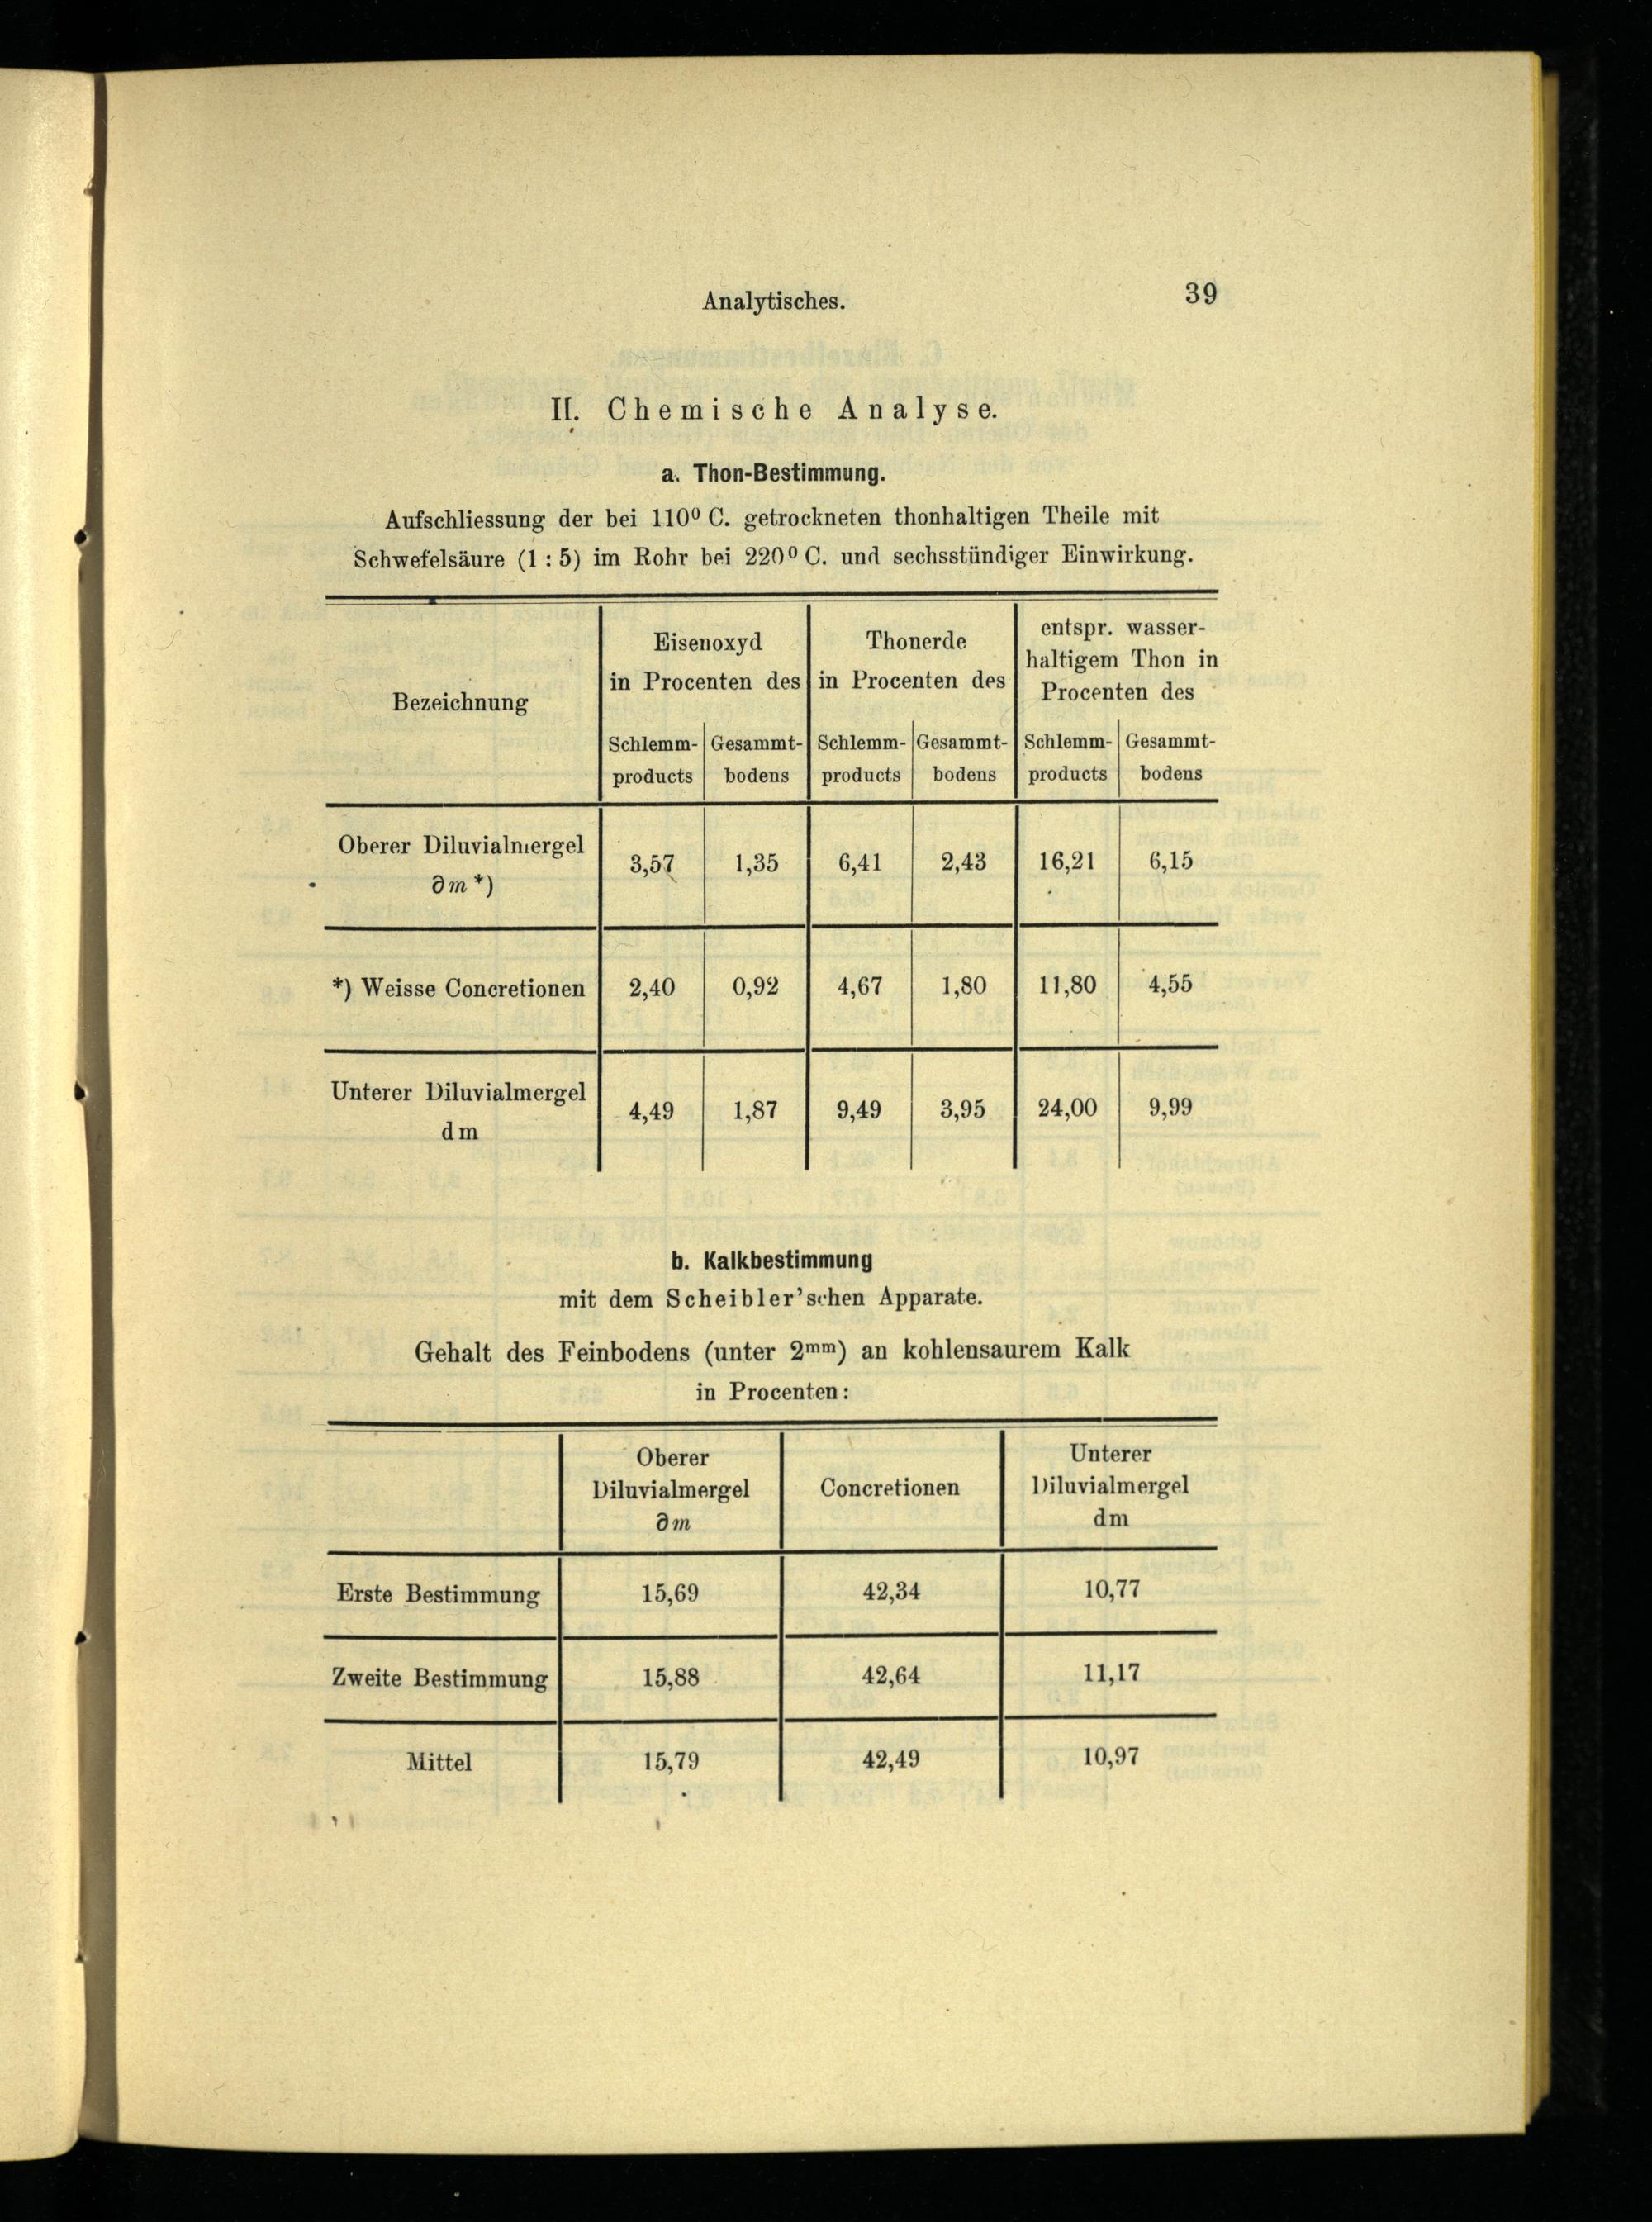 Analytisches. 39
II. Chemische Analyse.
a. Thon-Bestimmung.
Aufschliessung der bei 110⁰ C. getrockneten thonhaltigen Theile mit
Schwefelsäure (1 : 5) im Rohr bei 220⁰ C. und sechsstündiger Einwirkung.
Bezeichnung
Eisenoxyd
in Procenten des
Thonerde
in Procenten des
entspr. wasser-
haltigem Thon in
Procenten des
Schlemm- Gesammt- Schlemm- Gesammt- Schlemm- Gesammt-
products bodens products bodens products bodens
Oberer Diluvialmergel
∂m*)
3,57 1,35 6,41 2,43 16,21 6,15
*) Weisse Concretionen 2,40 0,92 4,67 1,80 11,80 4,55
Unterer Diluvialmergel
dm
4,49 1,87 9,49 3,95 24,00 9,99
b. Kalkbestimmung
mit dem Scheibler'schen Apparate.
Gehalt des Feinbodens (unter 2ᵐᵐ) an kohlensaurem Kalk
in Procenten:
Oberer
Diluvialmergel
∂m
Concretionen
Unterer
Diluvialmergel
dm
Erste Bestimmung 15,69 42,34 10,77
Zweite Bestimmung 15,88 42,64 11,17
Mittel 15,79 42,49 10,97